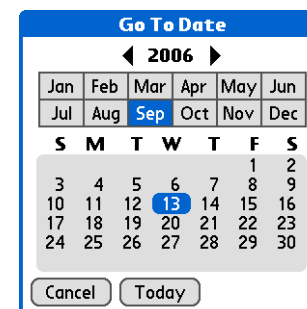 Go To Date
2006
Jan Feb Mar Apr May Jun
Jul Aug Sep Oct Nov Dec
S M T W T F S
1 2
3 4 5 6 7 8 9
10 11 12 13 14 15 16
17 18 19 20 21 22 23
24 25 26 27 28 29 30
Cancel Today